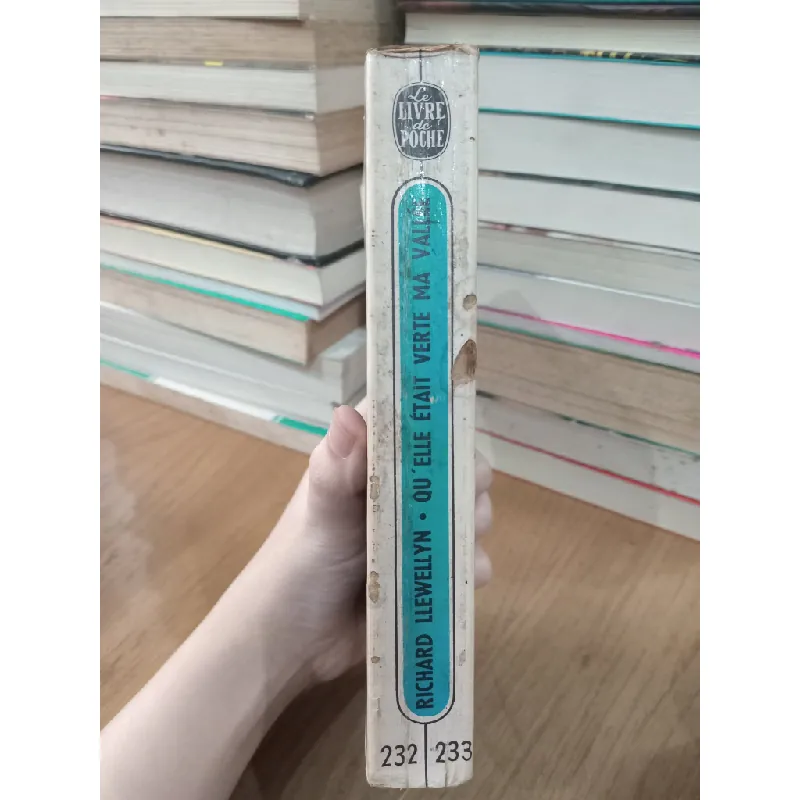 Le
LIVRE
de
POCHE
RICHARD LLEWELLYN • QU'ELLE ÉTAIT VERTE MA VALLÉE
232 233